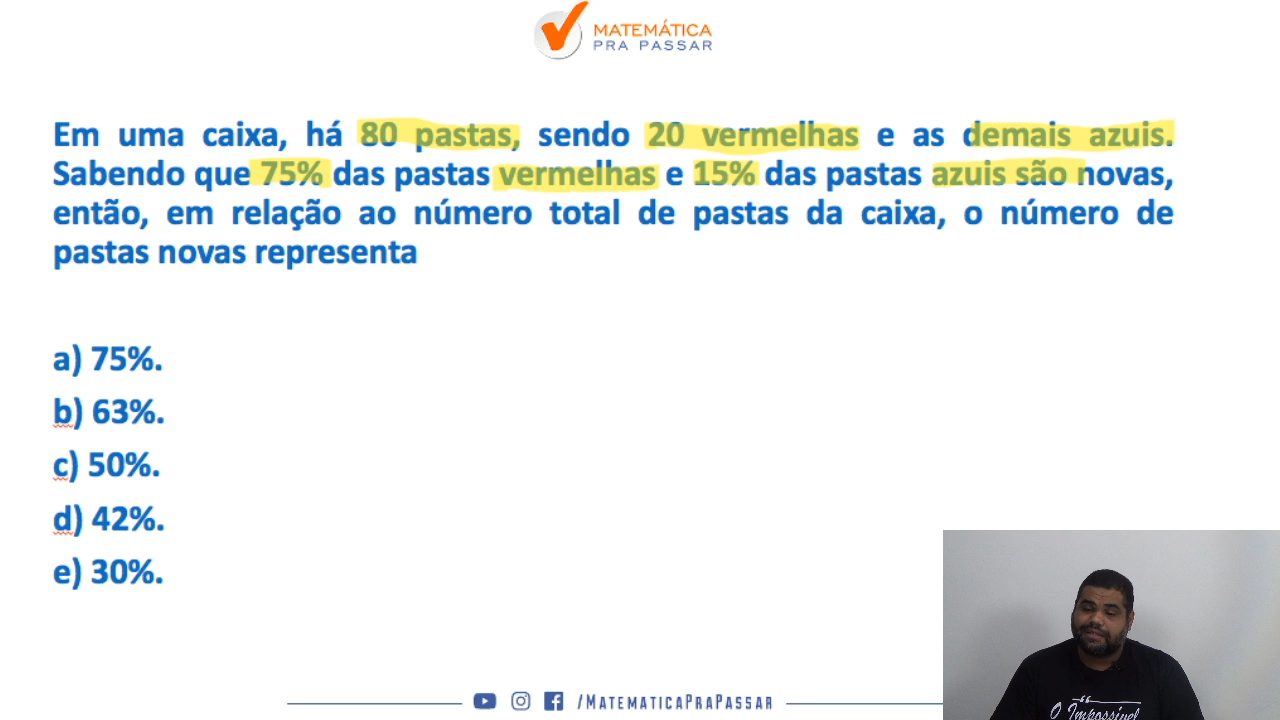 MATEMÁTICA
PRA PASSAR
Em uma caixa, há 80 pastas, sendo 20 vermelhas e as demais azuis.
Sabendo que 75% das pastas vermelhas e 15% das pastas azuis são novas,
então, em relação ao número total de pastas da caixa, o número de
pastas novas representa
a) 75%.
b) 63%.
c) 50%.
d) 42%.
e) 30%.
/MATEMATICAPRAPASSAR
O Impossível